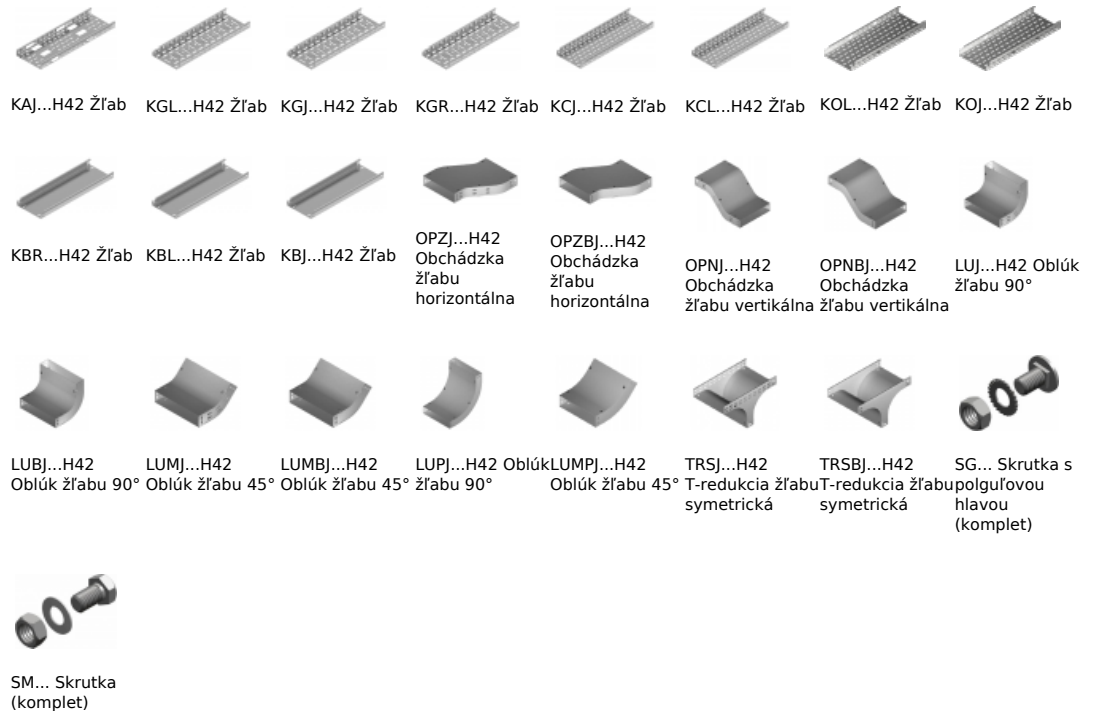 KAJ...H42 Žľab
KGL...H42 Žľab
KGJ...H42 Žľab
KGR...H42 Žľab
KCJ...H42 Žľab
KCL...H42 Žľab
KOL...H42 Žľab
KOJ...H42 Žľab
KBR...H42 Žľab
KBL...H42 Žľab
KBJ...H42 Žľab
OPZJ...H42
Obchádzka
žľabu
horizontálna
OPZBJ...H42
Obchádzka
žľabu
horizontálna
OPNJ...H42
Obchádzka
žľabu vertikálna
OPNBJ...H42
Obchádzka
žľabu vertikálna
LUJ...H42 Oblúk
žľabu 90°
LUBJ...H42
Oblúk žľabu 90°
LUMJ...H42
Oblúk žľabu 45°
LUMBJ...H42
Oblúk žľabu 45°
LUPJ...H42 Oblúk
žľabu 90°
LUMPJ...H42
Oblúk žľabu 45°
TRSJ...H42
T-redukcia žľabu
symetrická
TRSBJ...H42
T-redukcia žľabu
symetrická
SG... Skrutka s
polguľovou
hlavou
(komplet)
SM... Skrutka
(komplet)